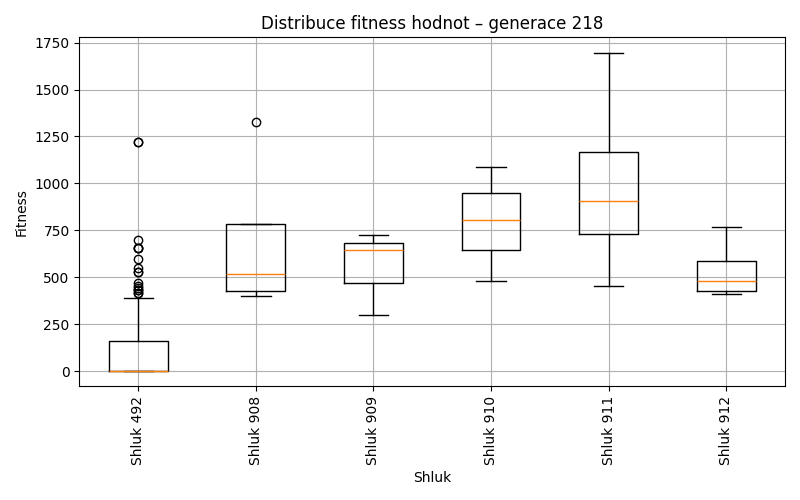 Distribuce fitness hodnot – generace 218
Fitness
1750
1500
1250
1000
750
500
250
0
Shluk 492
Shluk 908
Shluk 909
Shluk 910
Shluk 911
Shluk 912
Shluk